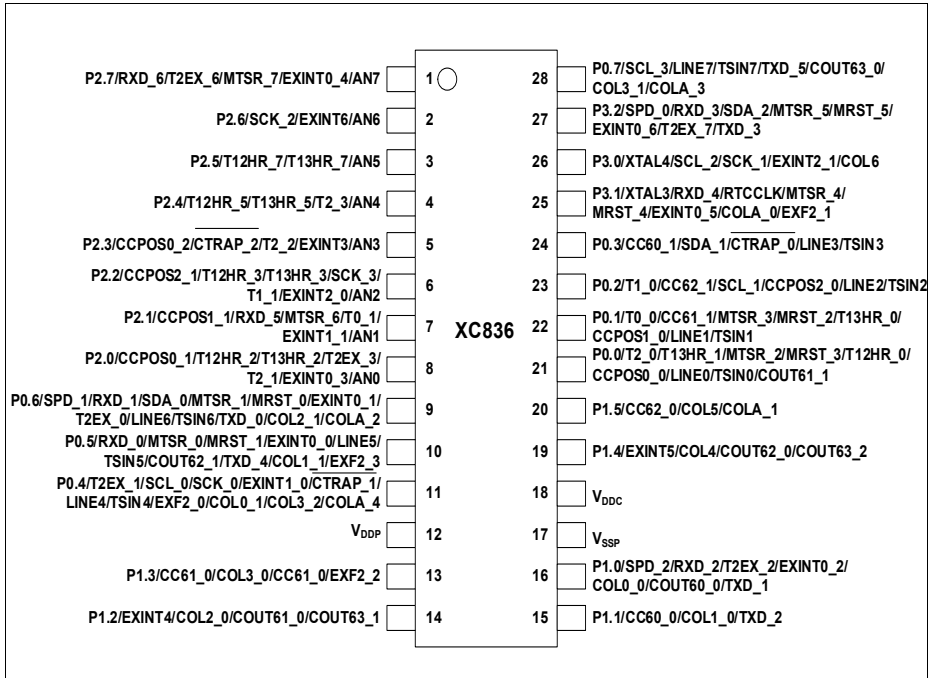 P2.7/RXD_6/T2EX_6/MTSR_7/EXINT0_4/AN7
1
P2.6/SCK_2/EXINT6/AN6
2
P2.5/T12HR_7/T13HR_7/AN5
3
P2.4/T12HR_5/T13HR_5/T2_3/AN4
4
P2.3/CCPOS0_2/CTRAP_2/T2_2/EXINT3/AN3
5
P2.2/CCPOS2_1/T12HR_3/T13HR_3/SCK_3/
T1_1/EXINT2_0/AN2
6
P2.1/CCPOS1_1/RXD_5/MTSR_6/T0_1/
EXINT1_1/AN1
7
P2.0/CCPOS0_1/T12HR_2/T13HR_2/T2EX_3/
T2_1/EXINT0_3/AN0
8
P0.6/SPD_1/RXD_1/SDA_0/MTSR_1/MRST_0/EXINT0_1/
T2EX_0/LINE6/TSIN6/TXD_0/COL2_1/COLA_2
9
P0.5/RXD_0/MTSR_0/MRST_1/EXINT0_0/LINE5/
TSIN5/COUT62_1/TXD_4/COL1_1/EXF2_3
10
P0.4/T2EX_1/SCL_0/SCK_0/EXINT1_0/CTRAP_1/
LINE4/TSIN4/EXF2_0/COL0_1/COL3_2/COLA_4
11
VDDP
12
P1.3/CC61_0/COL3_0/CC61_0/EXF2_2
13
P1.2/EXINT4/COL2_0/COUT61_0/COUT63_1
14
XC836
28
P0.7/SCL_3/LINE7/TSIN7/TXD_5/COUT63_0/
COL3_1/COLA_3
27
P3.2/SPD_0/RXD_3/SDA_2/MTSR_5/MRST_5/
EXINT0_6/T2EX_7/TXD_3
26
P3.0/XTAL4/SCL_2/SCK_1/EXINT2_1/COL6
25
P3.1/XTAL3/RXD_4/RTCCLK/MTSR_4/
MRST_4/EXINT0_5/COLA_0/EXF2_1
24
P0.3/CC60_1/SDA_1/CTRAP_0/LINE3/TSIN3
23
P0.2/T1_0/CC62_1/SCL_1/CCPOS2_0/LINE2/TSIN2
22
P0.1/T0_0/CC61_1/MTSR_3/MRST_2/T13HR_0/
CCPOS1_0/LINE1/TSIN1
21
P0.0/T2_0/T13HR_1/MTSR_2/MRST_3/T12HR_0/
CCPOS0_0/LINE0/TSIN0/COUT61_1
20
P1.5/CC62_0/COL5/COLA_1
19
P1.4/EXINT5/COL4/COUT62_0/COUT63_2
18
VDDC
17
VSSP
16
P1.0/SPD_2/RXD_2/T2EX_2/EXINT0_2/
COL0_0/COUT60_0/TXD_1
15
P1.1/CC60_0/COL1_0/TXD_2